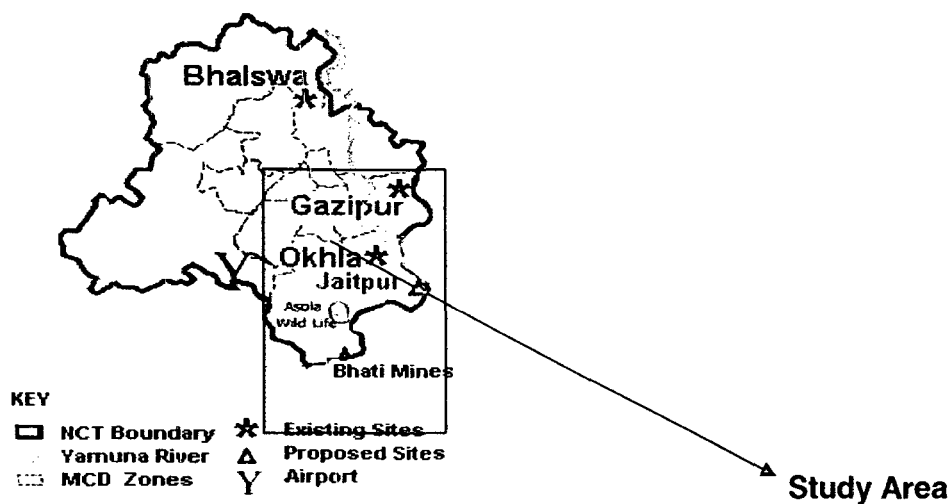 Bhalswa
Gazipur
Okhla
Jaitpur
Asola
Wild Life
Bhati Mines
KEY
NCT Boundary
Existing Sites
Yamuna River
Proposed Sites
MCD Zones
Airport
Study Area